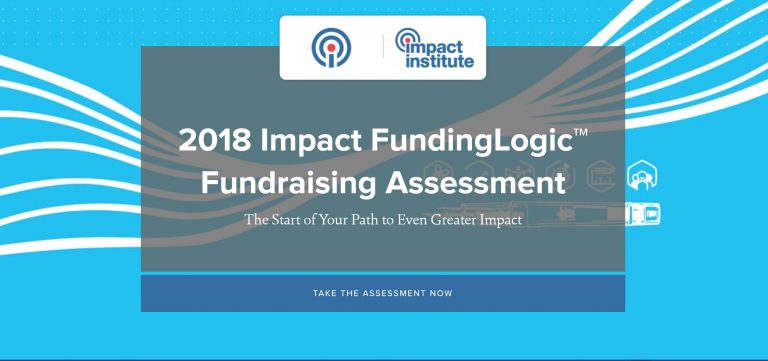 impact
institute
2018 Impact FundingLogic™
Fundraising Assessment
The Start of Your Path to Even Greater Impact
TAKE THE ASSESSMENT NOW